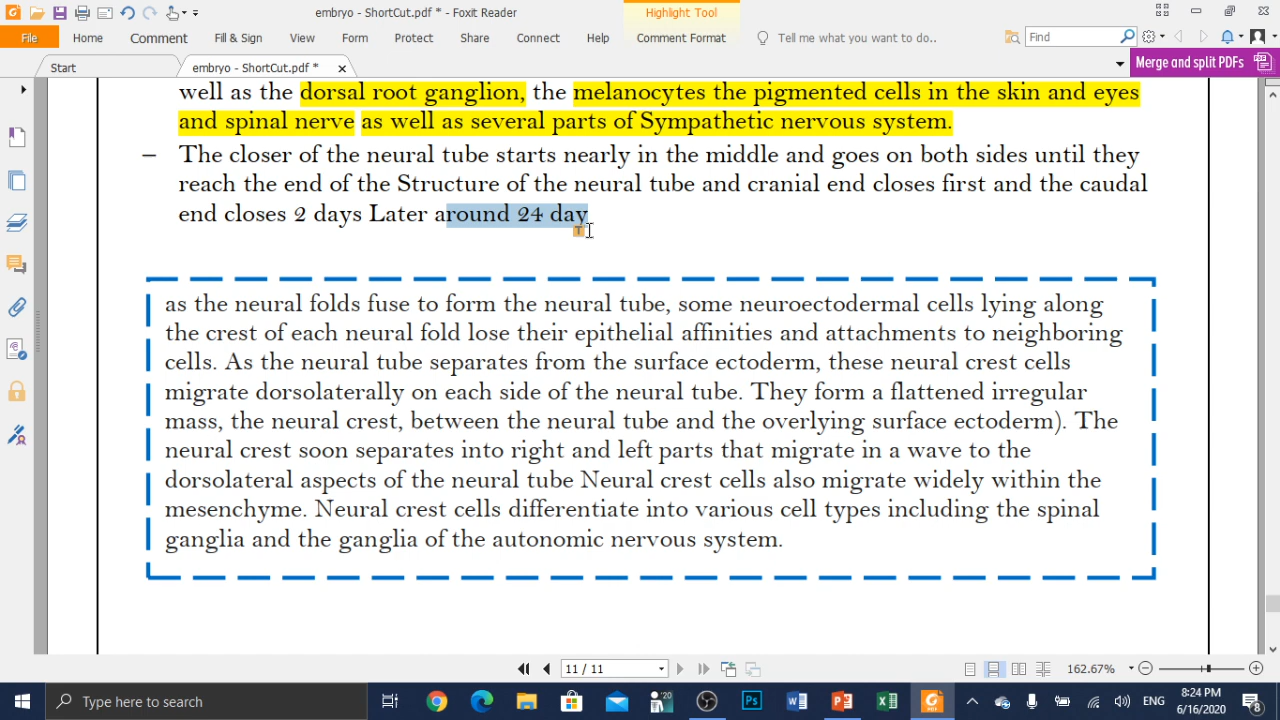 embryo - ShortCut.pdf * - Foxit Reader
Highlight Tool
File Home Comment Fill & Sign View Form Protect Share Connect Help Comment Format Tell me what you want to do.. Find
Start embryo - ShortCut.pdf * Merge and split PDFs
well as the dorsal root ganglion, the melanocytes the pigmented cells in the skin and eyes
and spinal nerve as well as several parts of Sympathetic nervous system.
– The closer of the neural tube starts nearly in the middle and goes on both sides until they
reach the end of the Structure of the neural tube and cranial end closes first and the caudal
end closes 2 days Later around 24 day
as the neural folds fuse to form the neural tube, some neuroectodermal cells lying along
the crest of each neural fold lose their epithelial affinities and attachments to neighboring
cells. As the neural tube separates from the surface ectoderm, these neural crest cells
migrate dorsolaterally on each side of the neural tube. They form a flattened irregular
mass, the neural crest, between the neural tube and the overlying surface ectoderm). The
neural crest soon separates into right and left parts that migrate in a wave to the
dorsolateral aspects of the neural tube Neural crest cells also migrate widely within the
mesenchyme. Neural crest cells differentiate into various cell types including the spinal
ganglia and the ganglia of the autonomic nervous system.
11 / 11 162.67%
Type here to search ENG 8:24 PM
6/16/2020